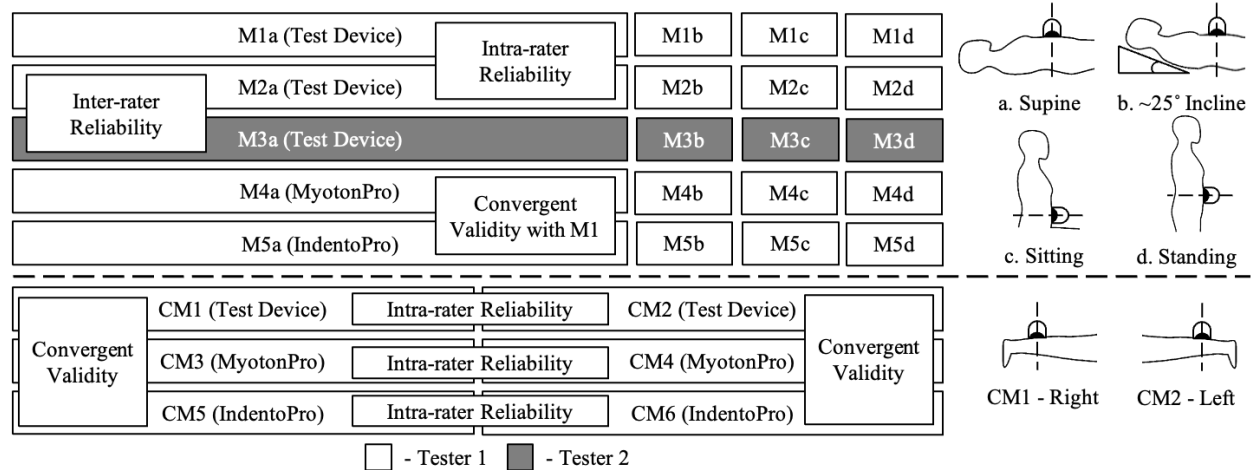 M1a (Test Device)
Intra-rater
Reliability
M1b
M1c
M1d
M2a (Test Device)
M2b
M2c
M2d
Inter-rater
Reliability
M3a (Test Device)
M3b
M3c
M3d
M4a (MyotonPro)
Convergent
Validity with M1
M4b
M4c
M4d
M5a (IndentoPro)
M5b
M5c
M5d
a. Supine
b. ~25° Incline
c. Sitting
d. Standing
Convergent
Validity
CM1 (Test Device)
Intra-rater Reliability
CM2 (Test Device)
CM3 (MyotonPro)
Intra-rater Reliability
CM4 (MyotonPro)
Convergent
Validity
CM5 (IndentoPro)
Intra-rater Reliability
CM6 (IndentoPro)
CM1 - Right
CM2 - Left
- Tester 1
- Tester 2